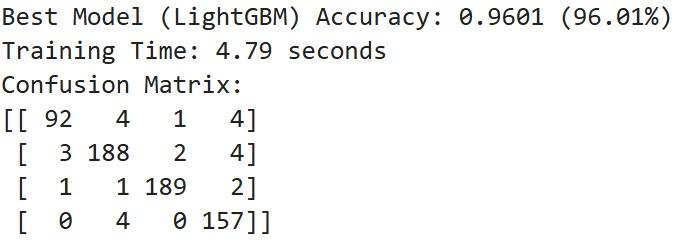 Best Model (LightGBM) Accuracy: 0.9601 (96.01%)
Training Time: 4.79 seconds
Confusion Matrix:
[[ 92   4   1   4]
 [  3 188   2   4]
 [  1   1 189   2]
 [  0   4   0 157]]